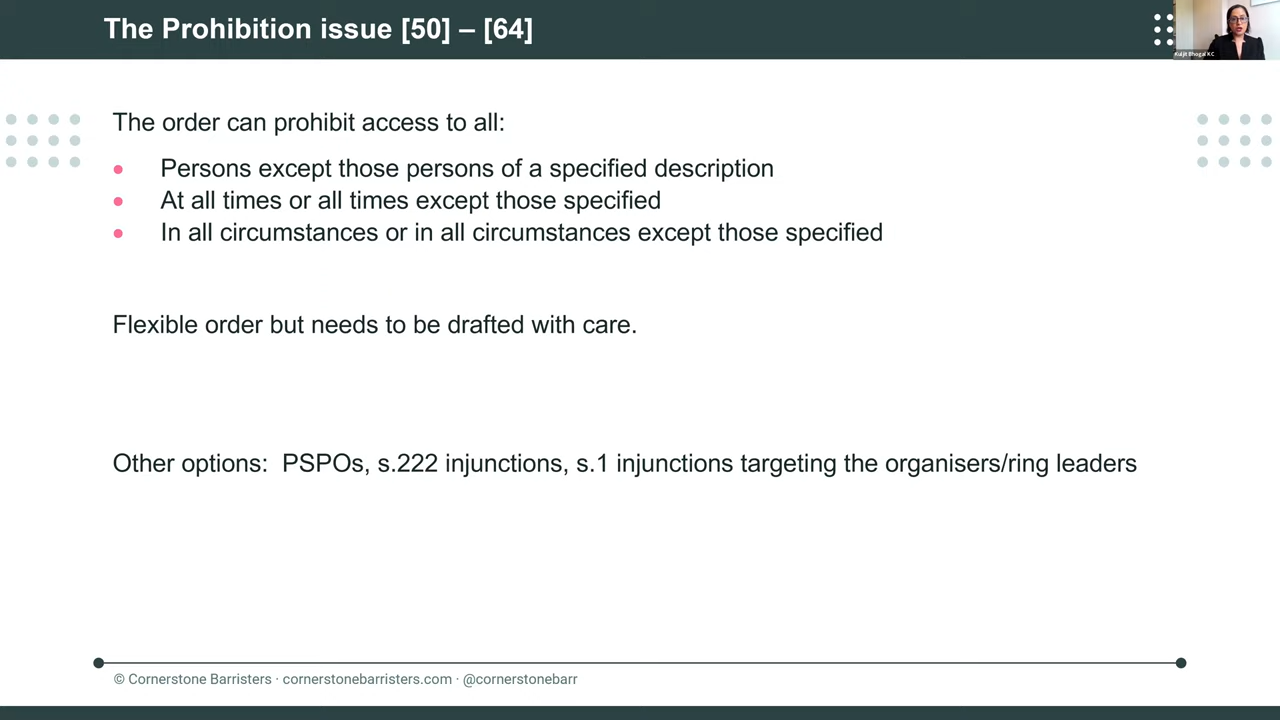 The Prohibition issue [50] – [64]
Kuljit Bhogal KC
The order can prohibit access to all:
• Persons except those persons of a specified description
• At all times or all times except those specified
• In all circumstances or in all circumstances except those specified
Flexible order but needs to be drafted with care.
Other options:  PSPOs, s.222 injunctions, s.1 injunctions targeting the organisers/ring leaders
© Cornerstone Barristers · cornerstonebarristers.com · @cornerstonebarr